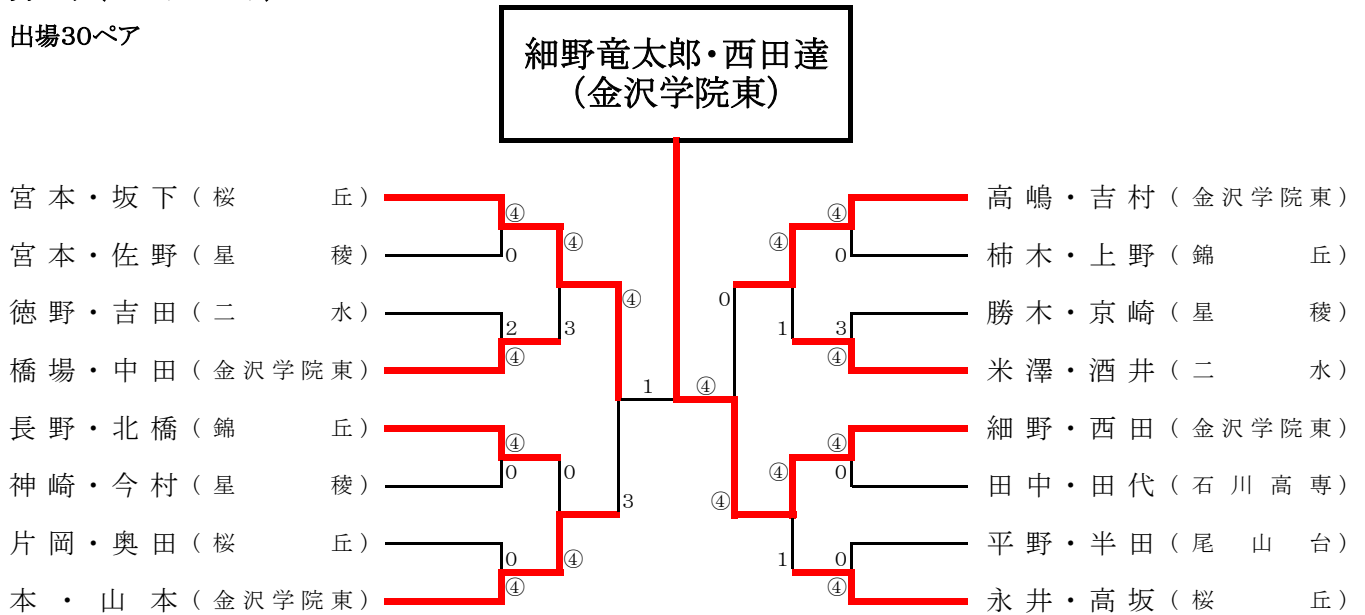 出場30ペア
細野竜太郎・西田達
(金沢学院東)
宮本・坂下(桜丘)
④
宮本・佐野(星稜)
0
④
徳野・吉田(二水)
2
3
橋場・中田(金沢学院東)
④
④
長野・北橋(錦丘)
④
神崎・今村(星稜)
0
0
片岡・奥田(桜丘)
0
④
本・山本(金沢学院東)
④
3
1
④
高嶋・吉村(金沢学院東)
④
柿木・上野(錦丘)
0
④
勝木・京崎(星稜)
3
1
米澤・酒井(二水)
④
0
細野・西田(金沢学院東)
④
田中・田代(石川高専)
0
④
平野・半田(尾山台)
0
1
永井・高坂(桜丘)
④
④